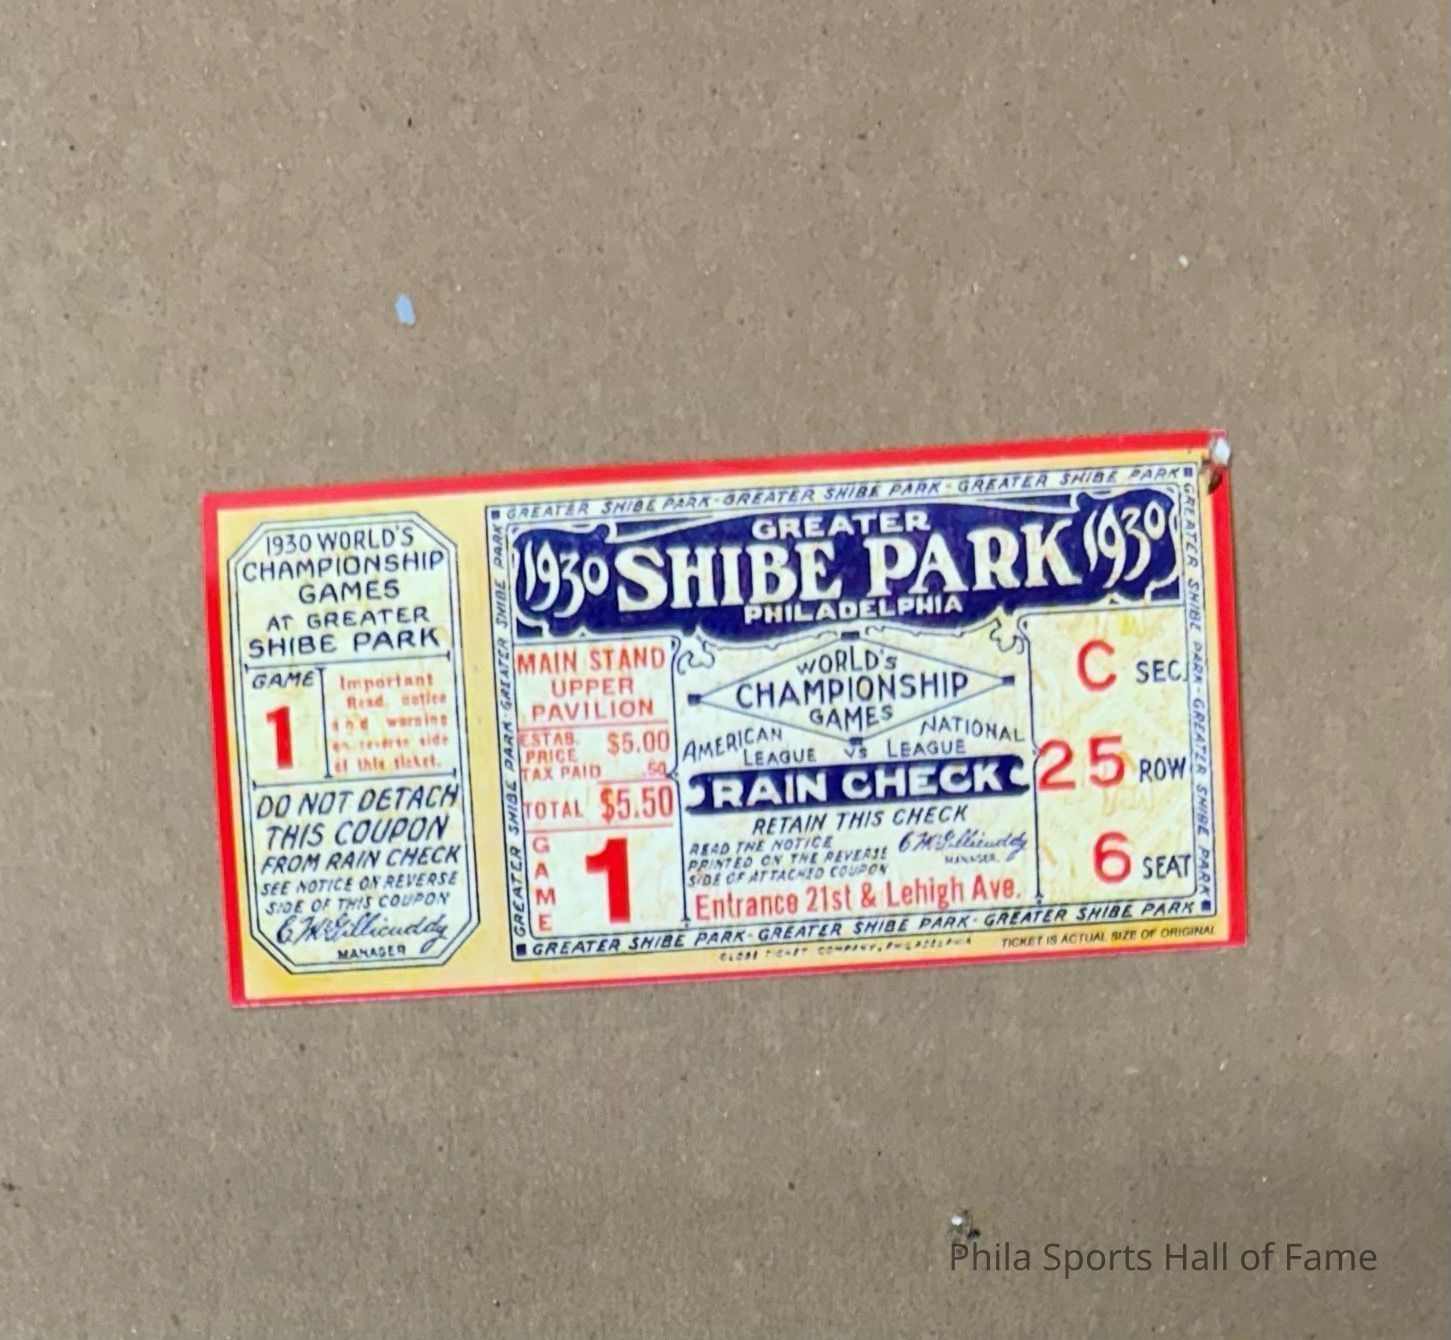 1930 WORLD'S
CHAMPIONSHIP
GAMES
AT GREATER
SHIBE PARK
GAME
1
Important
Read notice
and warning
on reverse side
of this ticket.
DO NOT DETACH
THIS COUPON
FROM RAIN CHECK
SEE NOTICE ON REVERSE
SIDE OF THIS COUPON
C. McGillicuddy
MANAGER
GREATER SHIBE PARK·GREATER SHIBE PARK·GREATER SHIBE PARK
GREATER SHIBE PARK·GREATER SHIBE PARK
1930 GREATER 1930
SHIBE PARK
PHILADELPHIA
MAIN STAND
UPPER
PAVILION
ESTAB. PRICE $5.00
TAX PAID .50
TOTAL $5.50
GAME
1
WORLD'S
CHAMPIONSHIP
GAMES
AMERICAN LEAGUE VS NATIONAL LEAGUE
RAIN CHECK
RETAIN THIS CHECK
READ THE NOTICE
PRINTED ON THE REVERSE
SIDE OF ATTACHED COUPON
C. McGillicuddy
MANAGER
Entrance 21st & Lehigh Ave.
C SEC.
25 ROW
6 SEAT
GREATER SHIBE PARK·GREATER SHIBE PARK
GREATER SHIBE PARK·GREATER SHIBE PARK·GREATER SHIBE PARK
GLOBE TICKET COMPANY, PHILADELPHIA
TICKET IS ACTUAL SIZE OF ORIGINAL
Phila Sports Hall of Fame